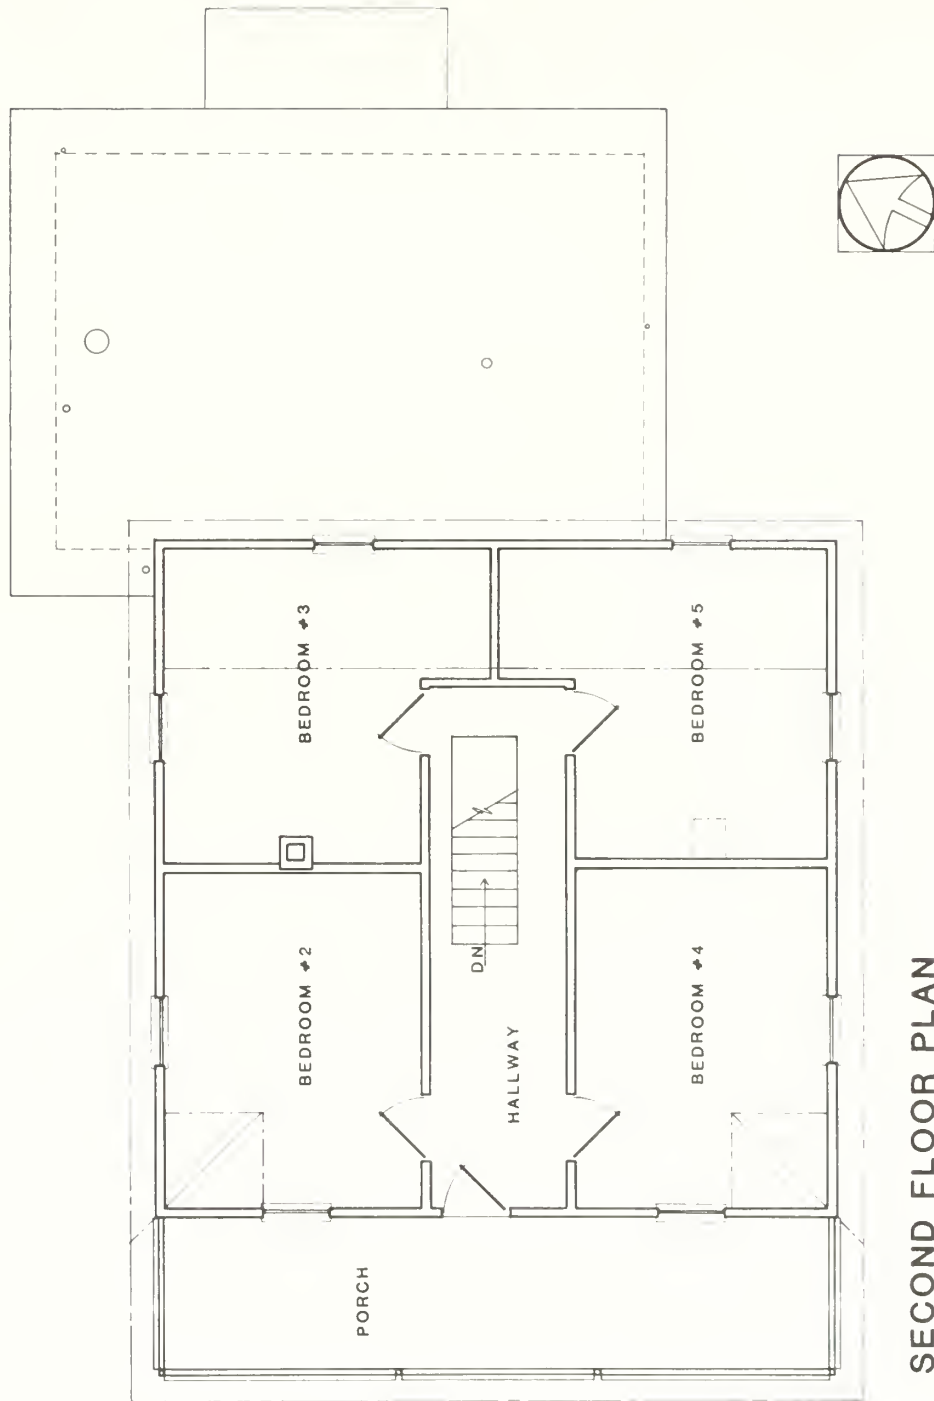 BEDROOM #3
BEDROOM #5
BEDROOM #2
BEDROOM #4
DN
HALLWAY
PORCH
SECOND FLOOR PLAN